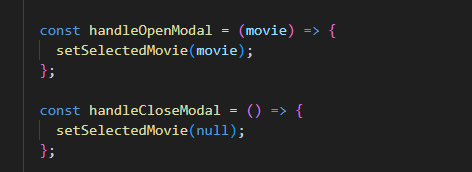 const handleOpenModal = (movie) => {
  setSelectedMovie(movie);
};
const handleCloseModal = () => {
  setSelectedMovie(null);
};